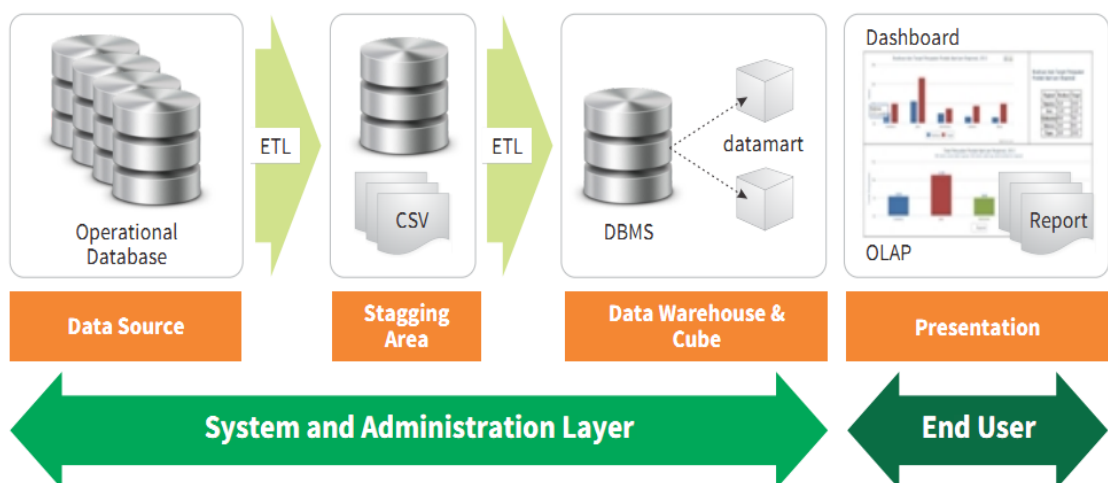 Operational
Database
ETL
CSV
ETL
DBMS
datamart
Dashboard
OLAP
Report
Data Source
Stagging
Area
Data Warehouse &
Cube
Presentation
System and Administration Layer
End User